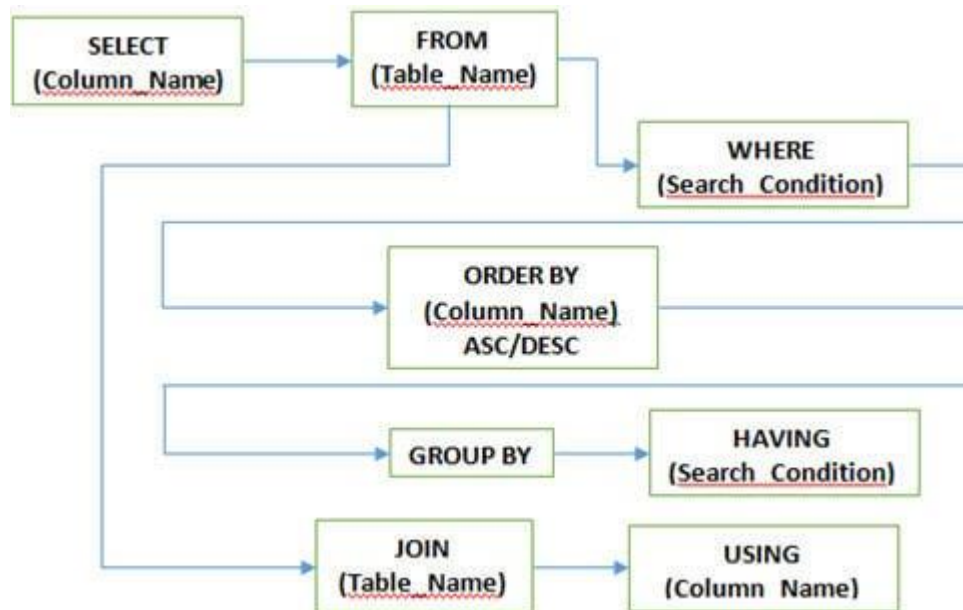 SELECT
(Column_Name)
FROM
(Table_Name)
WHERE
(Search_Condition)
ORDER BY
(Column_Name)
ASC/DESC
GROUP BY
HAVING
(Search_Condition)
JOIN
(Table_Name)
USING
(Column_Name)